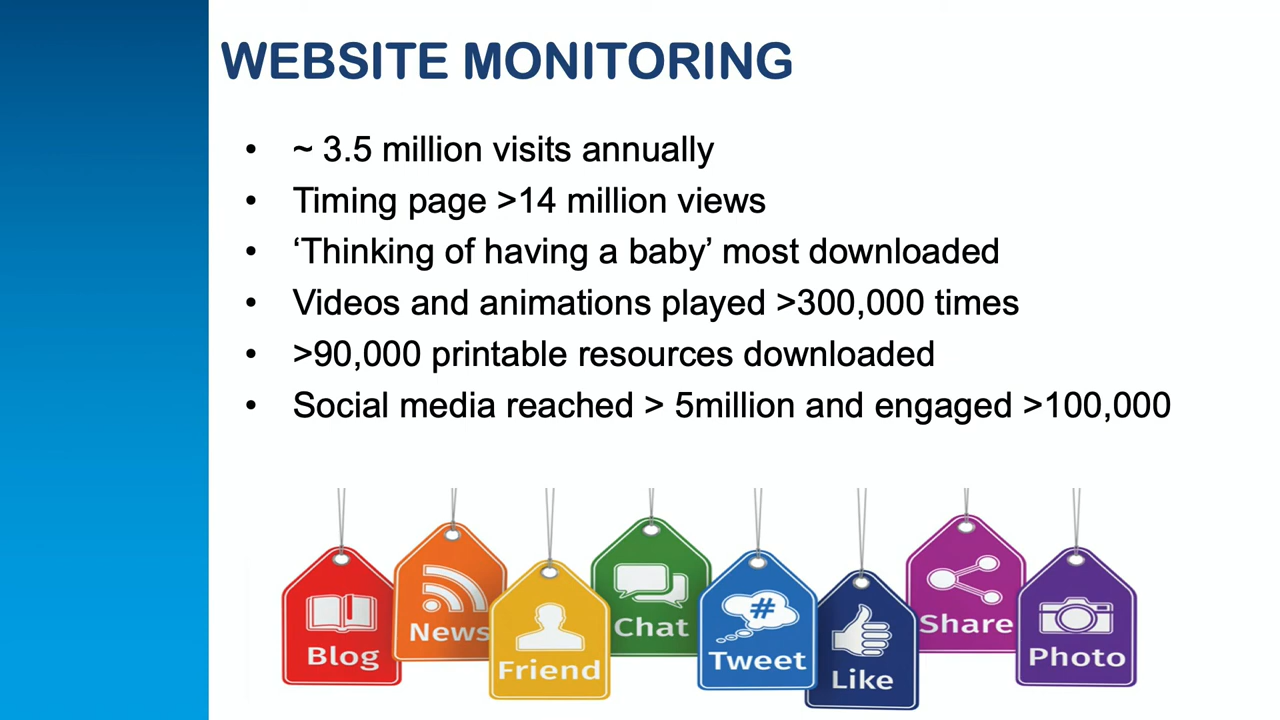 WEBSITE MONITORING
• ~ 3.5 million visits annually
• Timing page >14 million views
• ‘Thinking of having a baby’ most downloaded
• Videos and animations played >300,000 times
• >90,000 printable resources downloaded
• Social media reached > 5million and engaged >100,000
Blog
News
Friend
Chat
#
Tweet
Like
Share
Photo